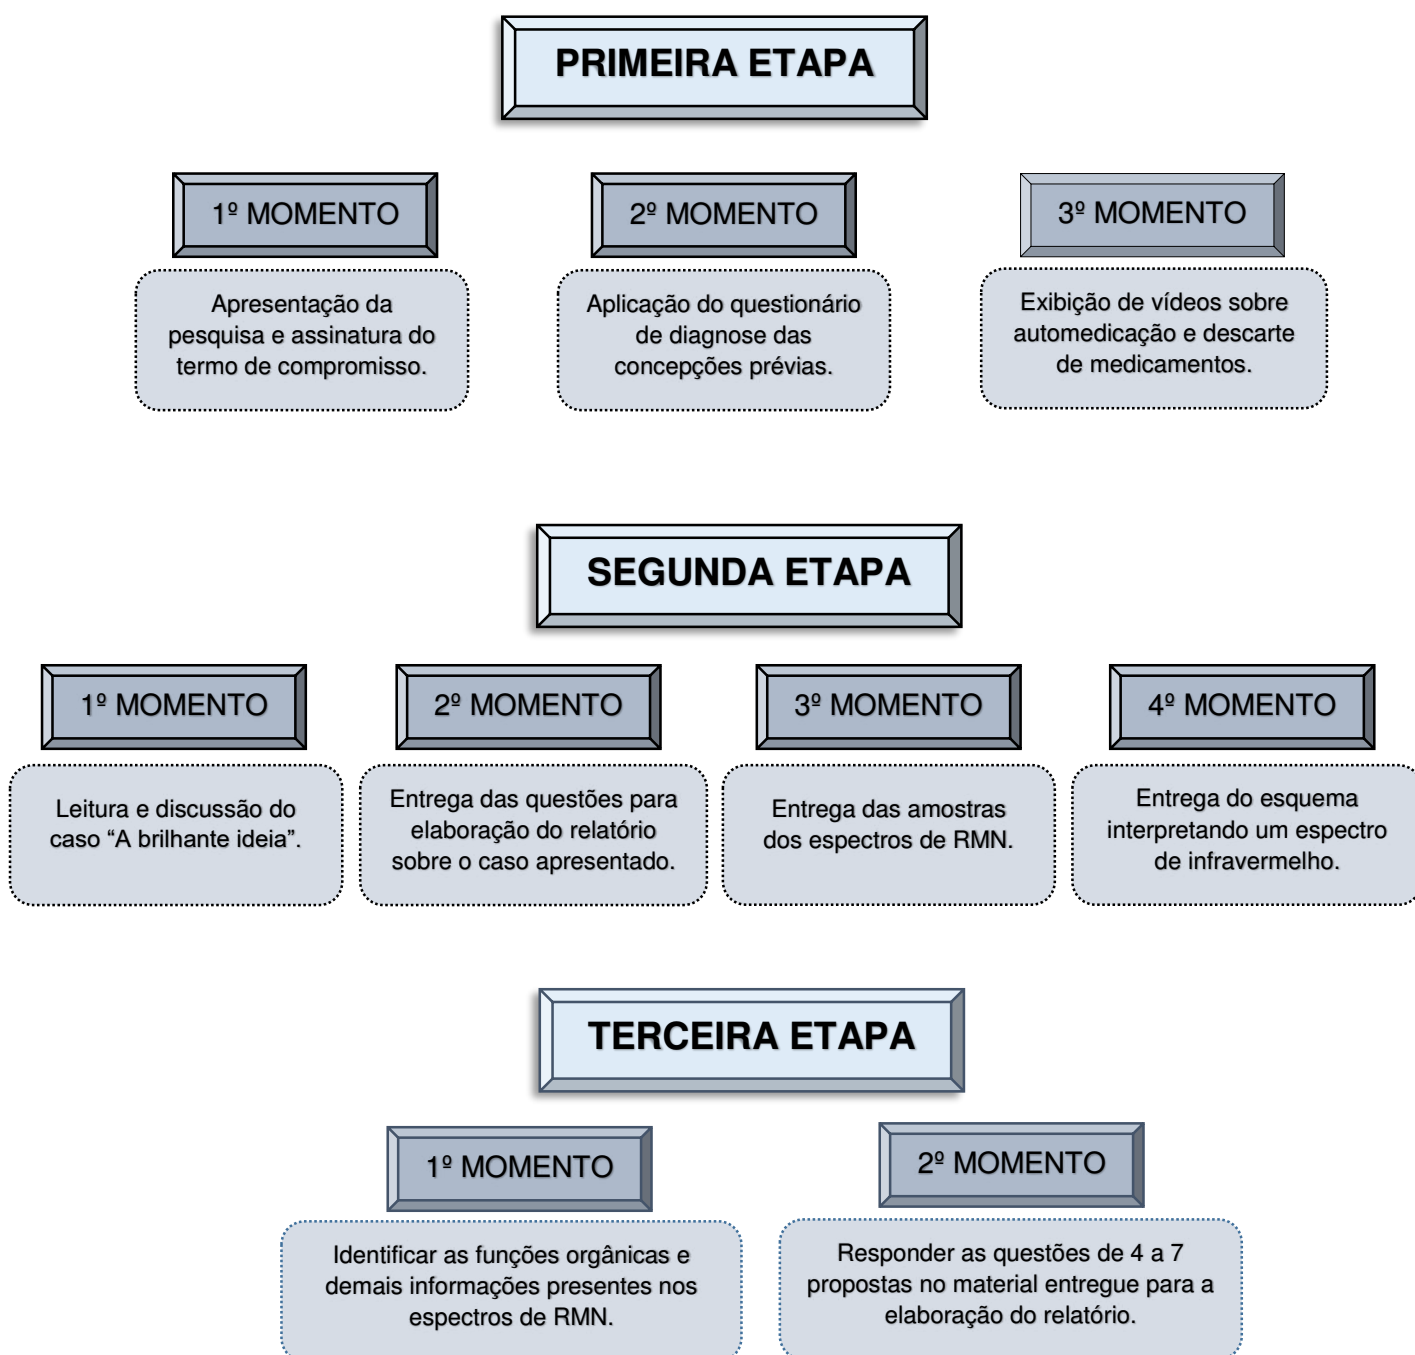 PRIMEIRA ETAPA
1º MOMENTO
Apresentação da
pesquisa e assinatura do
termo de compromisso.
2º MOMENTO
Aplicação do questionário
de diagnose das
concepções prévias.
3º MOMENTO
Exibição de vídeos sobre
automedicação e descarte
de medicamentos.
SEGUNDA ETAPA
1º MOMENTO
Leitura e discussão do
caso “A brilhante ideia”.
2º MOMENTO
Entrega das questões para
elaboração do relatório
sobre o caso apresentado.
3º MOMENTO
Entrega das amostras
dos espectros de RMN.
4º MOMENTO
Entrega do esquema
interpretando um espectro
de infravermelho.
TERCEIRA ETAPA
1º MOMENTO
Identificar as funções orgânicas e
demais informações presentes nos
espectros de RMN.
2º MOMENTO
Responder as questões de 4 a 7
propostas no material entregue para a
elaboração do relatório.